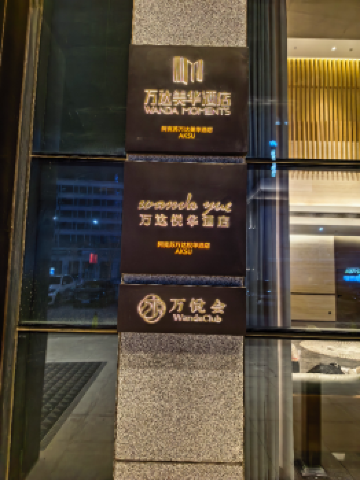 万达美华酒店
WANDA MOMENTS
阿克苏万达美华酒店
AKSU
wanda yue
万达悦华酒店
阿克苏万达悦华酒店
AKSU
万悦会
WandaClub